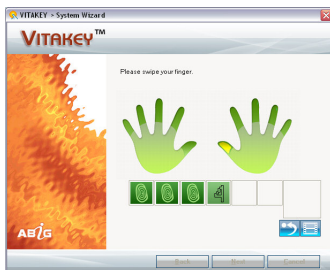 VITAKEY > System Wizard
VITAKEY™
Please swipe your finger.
ABiG
Back
Next
Cancel